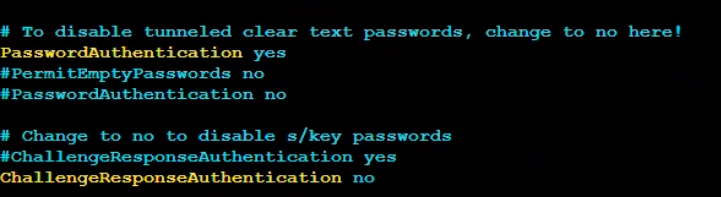 # To disable tunneled clear text passwords, change to no here!
PasswordAuthentication yes
#PermitEmptyPasswords no
#PasswordAuthentication no
# Change to no to disable s/key passwords
#ChallengeResponseAuthentication yes
ChallengeResponseAuthentication no